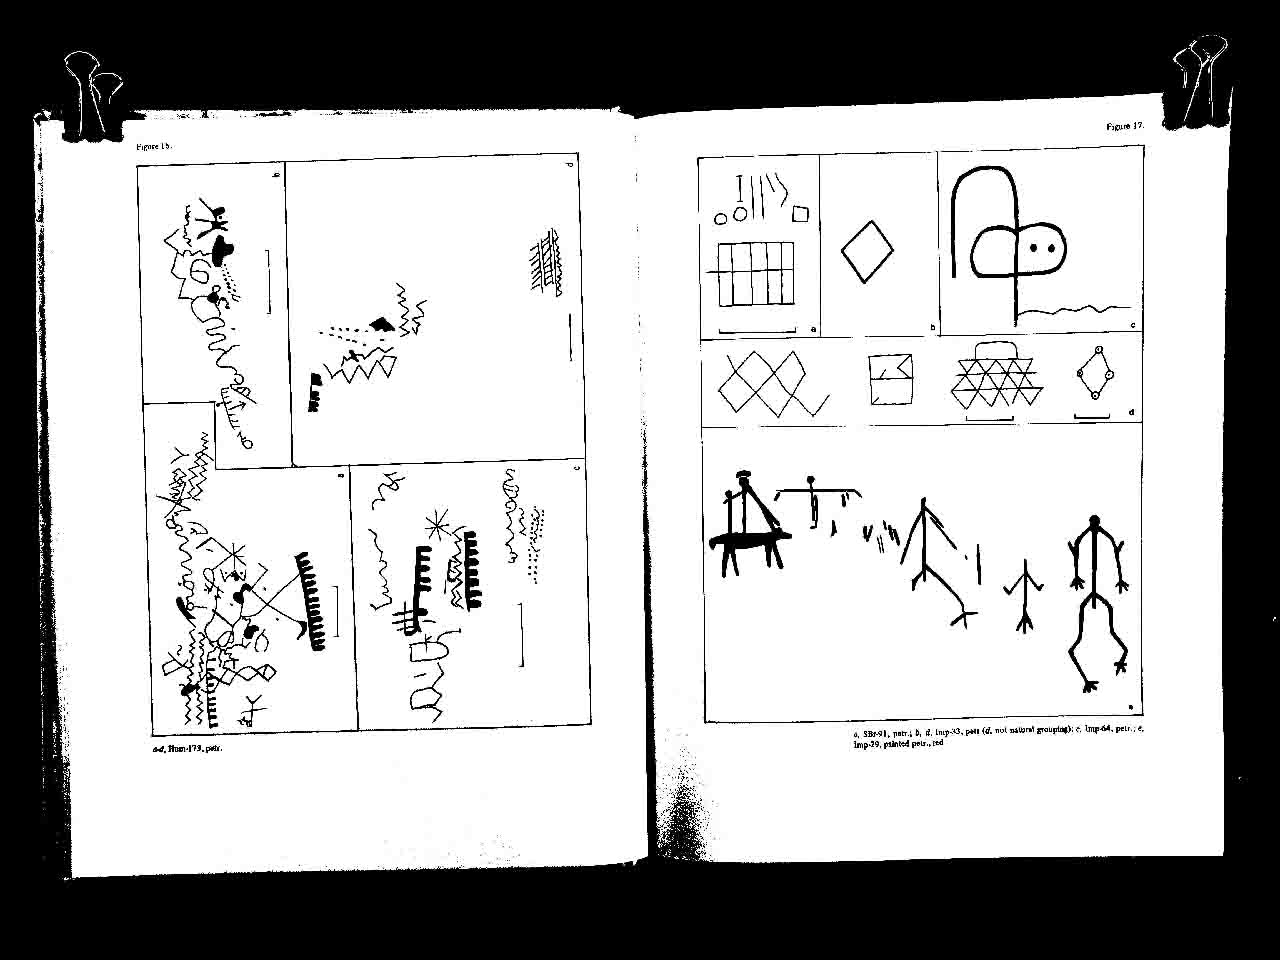 Figure 16.
b
d
a
c
a-d, Hum-173, petr.
Figure 17.
a
b
c
d
e
a, SBr-91, petr.; b, d, Imp-33, petr. (d, not natural grouping); c, Imp-64, petr.; e,
Imp-29, painted petr., red